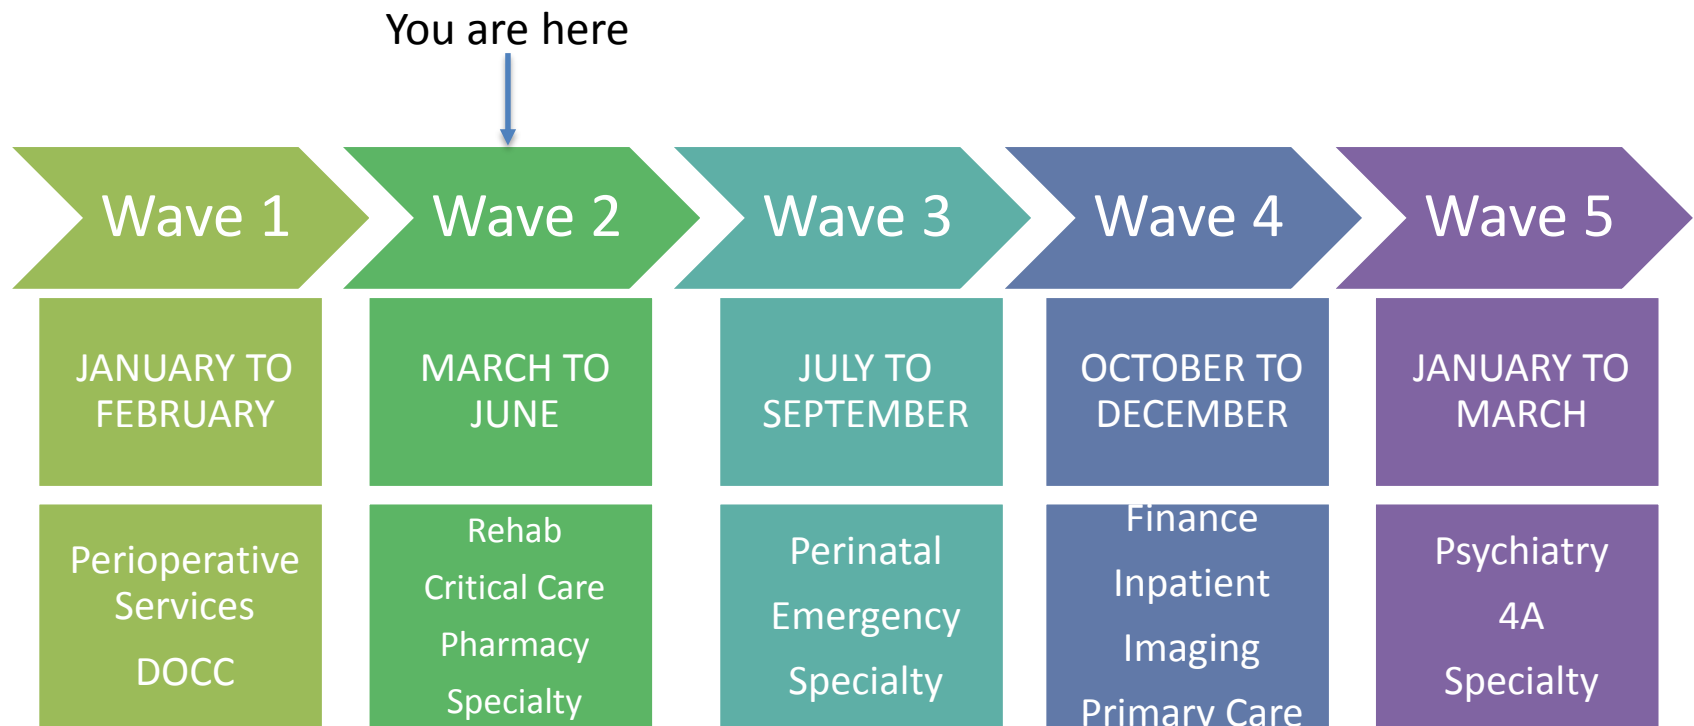 You are here
Wave 1
Wave 2
Wave 3
Wave 4
Wave 5
JANUARY TO
FEBRUARY
MARCH TO
JUNE
JULY TO
SEPTEMBER
OCTOBER TO
DECEMBER
JANUARY TO
MARCH
Perioperative
Services
DOCC
Rehab
Critical Care
Pharmacy
Specialty
Perinatal
Emergency
Specialty
Finance
Inpatient
Imaging
Primary Care
Psychiatry
4A
Specialty